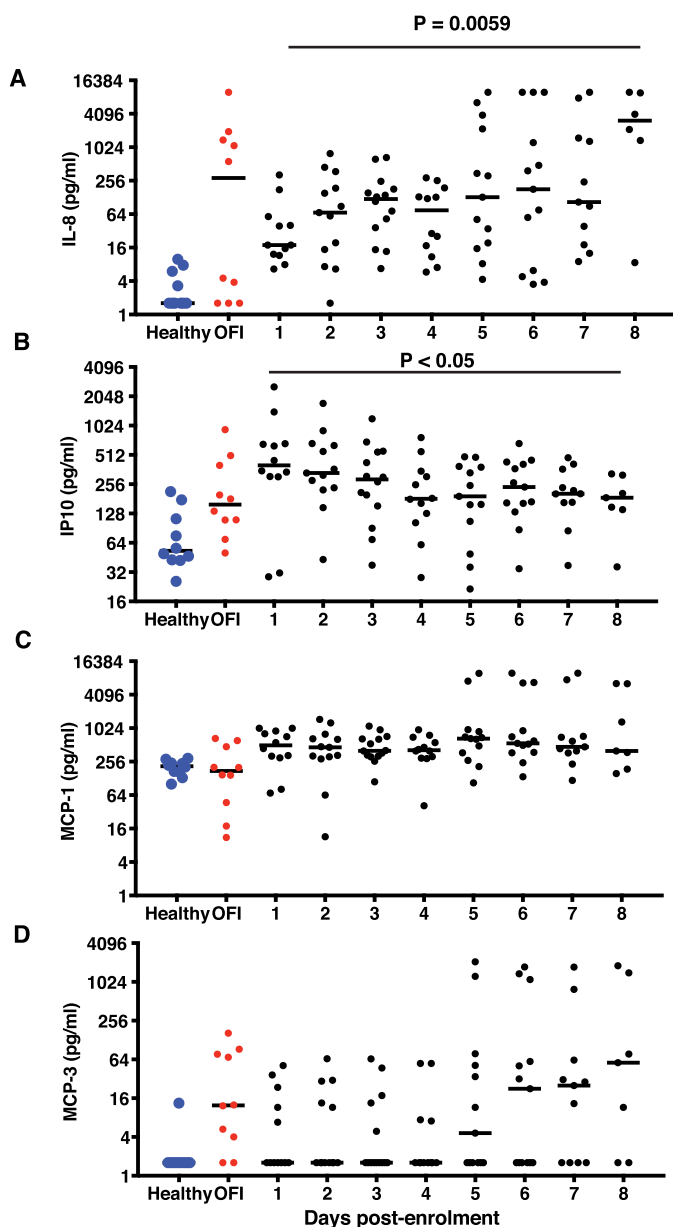 P = 0.0059
A
16384
4096
1024
256
64
16
4
1
IL-8 (pg/ml)
Healthy OFI 1 2 3 4 5 6 7 8
B
P < 0.05
4096
2048
1024
512
256
128
64
32
16
IP10 (pg/ml)
Healthy OFI 1 2 3 4 5 6 7 8
C
16384
4096
1024
256
64
16
4
1
MCP-1 (pg/ml)
Healthy OFI 1 2 3 4 5 6 7 8
D
4096
1024
256
64
16
4
1
MCP-3 (pg/ml)
Healthy OFI 1 2 3 4 5 6 7 8
Days post-enrolment